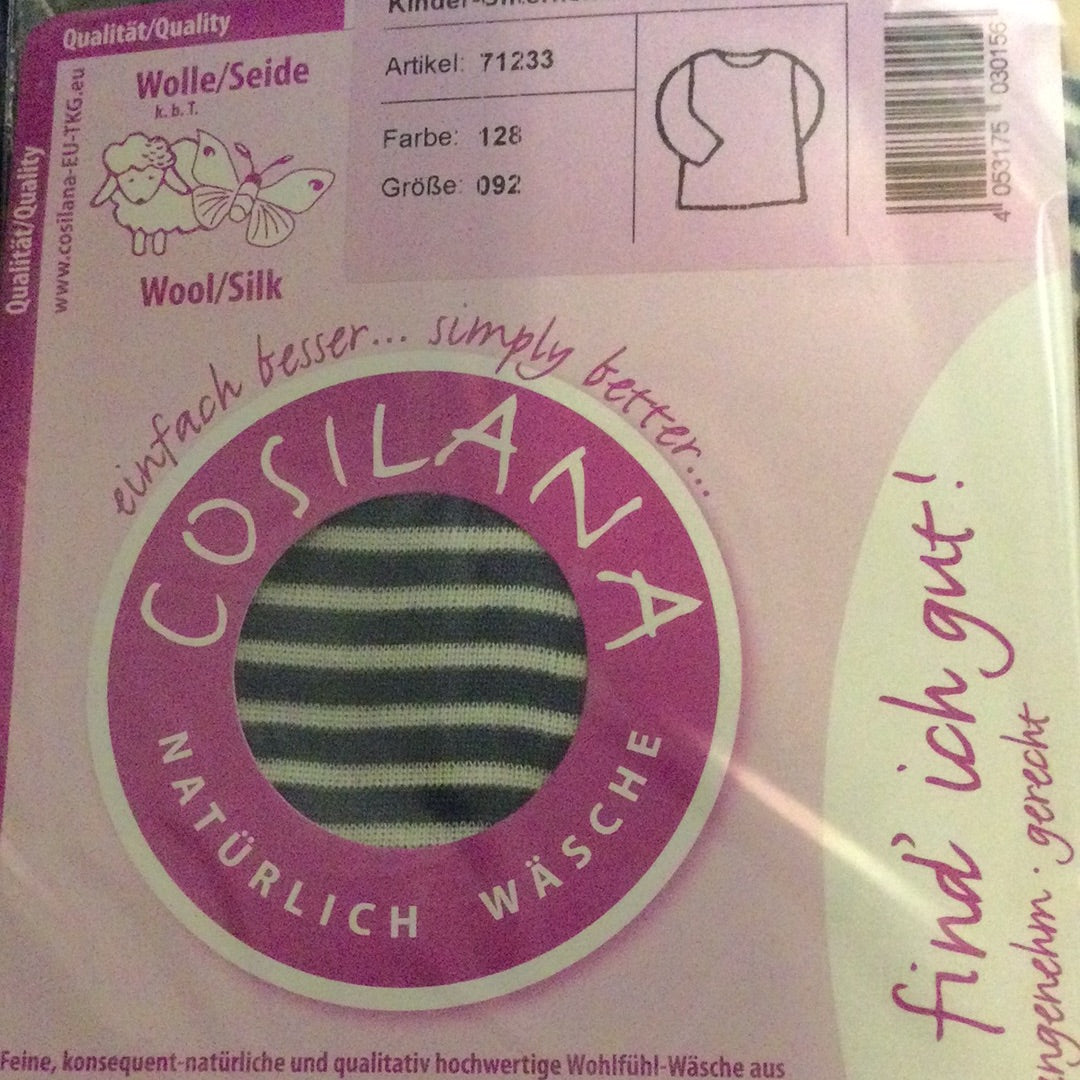 Qualität/Quality
Qualität/Quality
www.cosilana-EU-TKG.eu
Wolle/Seide
k.b.T.
Wool/Silk
Artikel: 71233
Farbe: 128
Größe: 092
4 053175 030156
einfach besser... simply better...
COSILANA
NATÜRLICH WÄSCHE
find' ich gut!
gerecht
Feine, konsequent-natürliche und qualitativ hochwertige Wohlfühl-Wäsche aus